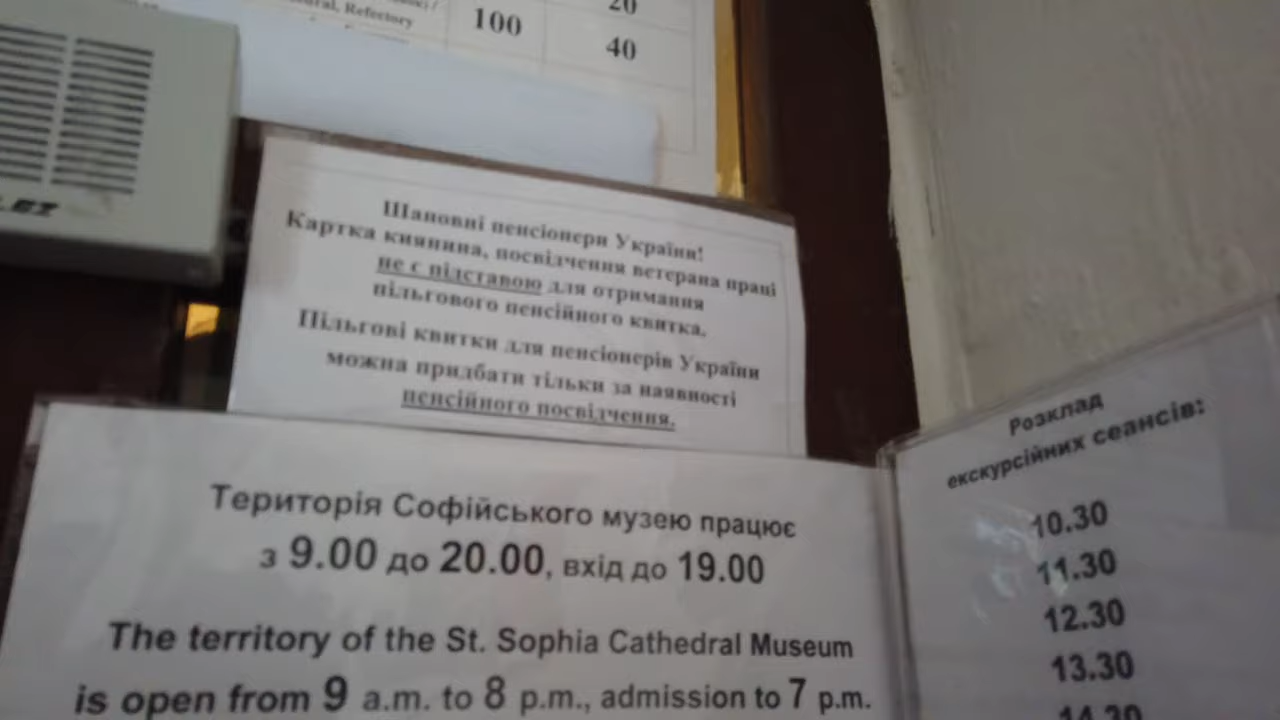 Refectory
100
20
40
Шановні пенсіонери України!
Картка киянина, посвідчення ветерана праці
не є підставою для отримання
пільгового пенсійного квитка.
Пільгові квитки для пенсіонерів України
можна придбати тільки за наявності
пенсійного посвідчення.
Територія Софійського музею працює
з 9.00 до 20.00, вхід до 19.00
The territory of the St. Sophia Cathedral Museum
is open from 9 a.m. to 8 p.m., admission to 7 p.m.
Розклад
екскурсійних сеансів:
10.30
11.30
12.30
13.30
14.30